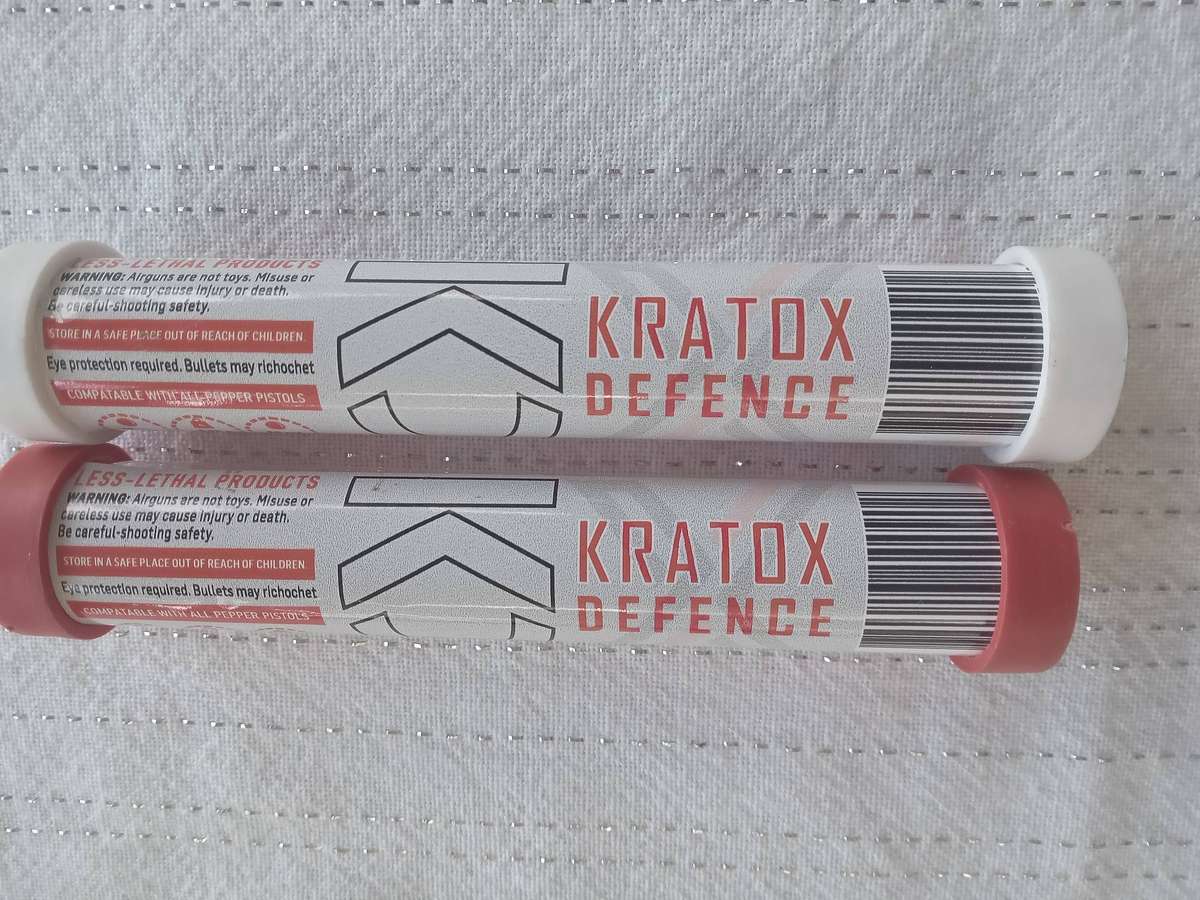 LESS-LETHAL PRODUCTS
WARNING: Airguns are not toys. Misuse or
careless use may cause injury or death.
Be careful-shooting safety.
STORE IN A SAFE PLACE OUT OF REACH OF CHILDREN.
Eye protection required. Bullets may richochet
COMPATABLE WITH ALL PEPPER PISTOLS
KRATOX
DEFENCE
LESS-LETHAL PRODUCTS
WARNING: Airguns are not toys. Misuse or
careless use may cause injury or death.
Be careful-shooting safety.
STORE IN A SAFE PLACE OUT OF REACH OF CHILDREN.
Eye protection required. Bullets may richochet
COMPATABLE WITH ALL PEPPER PISTOLS
KRATOX
DEFENCE